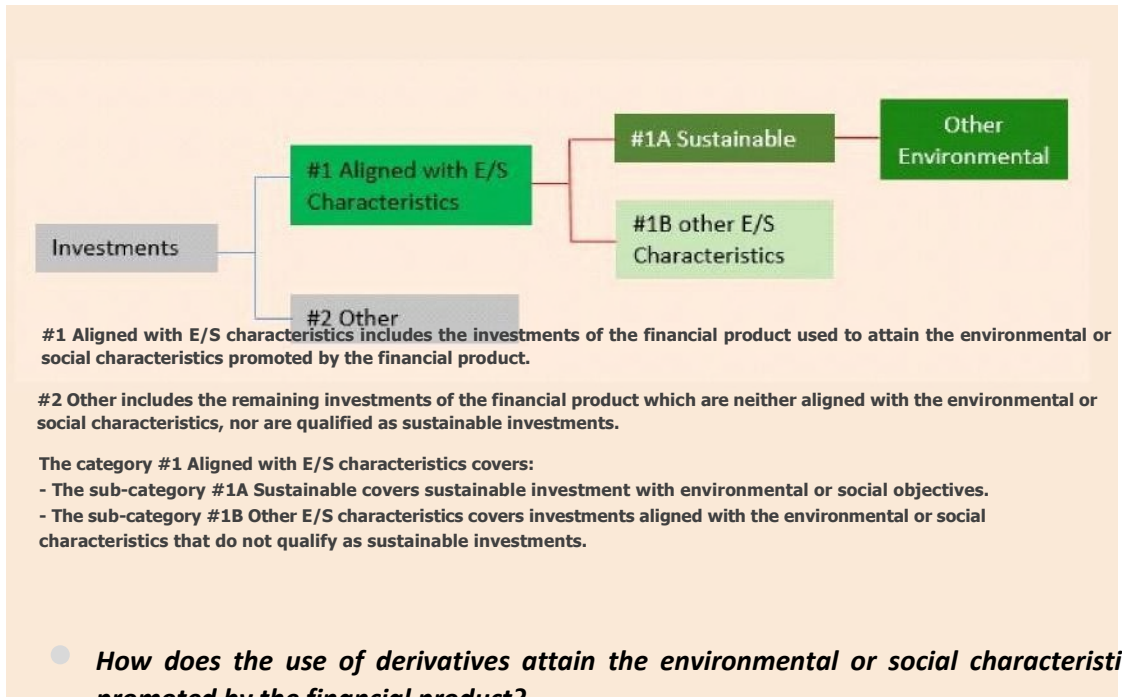 Investments
#1 Aligned with E/S
Characteristics
#2 Other
#1A Sustainable
#1B other E/S
Characteristics
Other
Environmental
#1 Aligned with E/S characteristics includes the investments of the financial product used to attain the environmental or
social characteristics promoted by the financial product.
#2 Other includes the remaining investments of the financial product which are neither aligned with the environmental or
social characteristics, nor are qualified as sustainable investments.
The category #1 Aligned with E/S characteristics covers:
- The sub-category #1A Sustainable covers sustainable investment with environmental or social objectives.
- The sub-category #1B Other E/S characteristics covers investments aligned with the environmental or social
characteristics that do not qualify as sustainable investments.
How does the use of derivatives attain the environmental or social characteristi
promoted by the financial product?